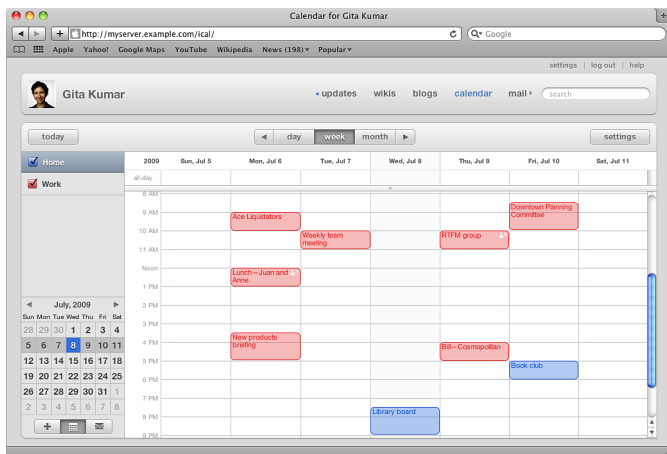 Calendar for Gita Kumar
http://myserver.example.com/ical/
Google
Apple Yahoo! Google Maps YouTube Wikipedia News (198) Popular
settings | log out | help
Gita Kumar
updates wikis blogs calendar mail search
today day week month settings
Home
Work
2009 Sun, Jul 5 Mon, Jul 6 Tue, Jul 7 Wed, Jul 8 Thu, Jul 9 Fri, Jul 10 Sat, Jul 11
all-day
8 AM
9 AM
10 AM
11 AM
Noon
1 PM
2 PM
3 PM
4 PM
5 PM
6 PM
7 PM
8 PM
9 PM
Ace Liquidators
Lunch—Juan and
Anne
New products
briefing
Weekly team
meeting
Library board
RTFM group
Bill—Cosmopolitan
Downtown Planning
Committee
Book club
July, 2009
Sun Mon Tue Wed Thu Fri Sat
28 29 30 1 2 3 4
5 6 7 8 9 10 11
12 13 14 15 16 17 18
19 20 21 22 23 24 25
26 27 28 29 30 31 1
2 3 4 5 6 7 8